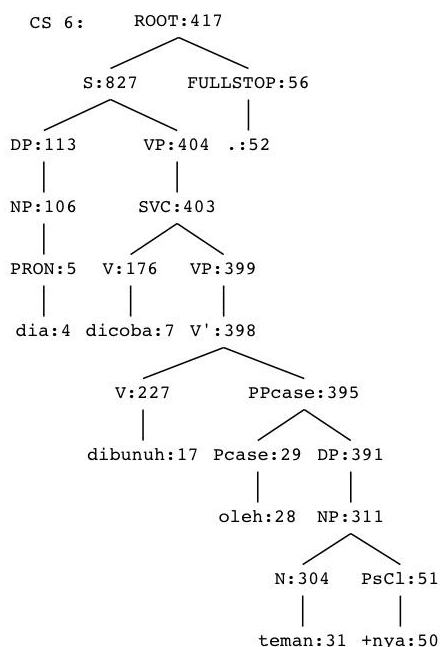 CS 6: ROOT:417
S:827 FULLSTOP:56
DP:113 VP:404 .:52
NP:106 SVC:403
PRON:5 V:176 VP:399
dia:4 dicoba:7 V':398
V:227 PPcase:395
dibunuh:17 Pcase:29 DP:391
oleh:28 NP:311
N:304 PsCl:51
teman:31 +nya:50